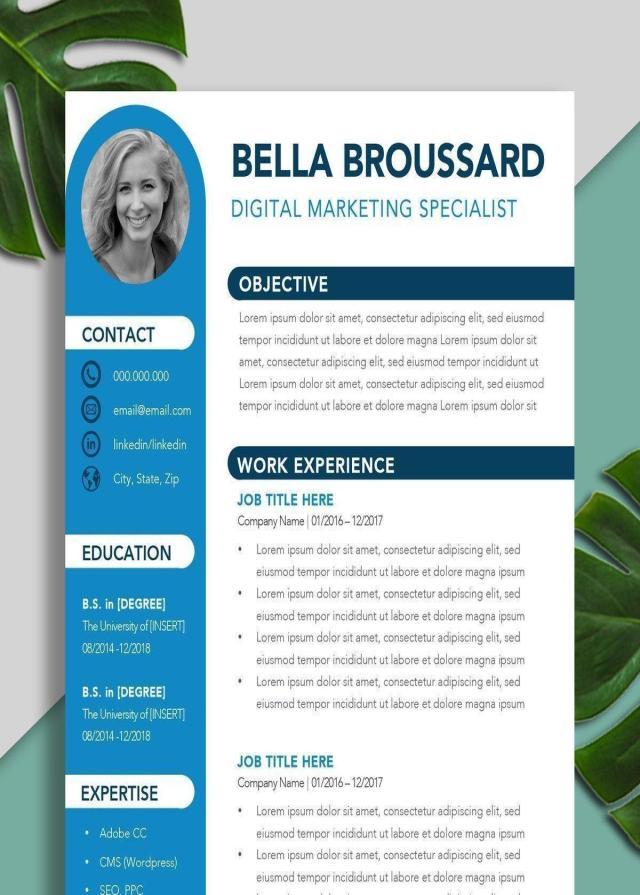 BELLA BROUSSARD
DIGITAL MARKETING SPECIALIST
CONTACT
000.000.000
email@email.com
linkedin/linkedin
City, State, Zip
EDUCATION
B.S. in [DEGREE]
The University of [INSERT]
08/2014 -12/2018
B.S. in [DEGREE]
The University of [INSERT]
08/2014 -12/2018
EXPERTISE
• Adobe CC
• CMS (Wordpress)
• SEO, PPC
OBJECTIVE
Lorem ipsum dolor sit amet, consectetur adipiscing elit, sed eiusmod
tempor incididunt ut labore et dolore magna Lorem ipsum dolor sit
amet, consectetur adipiscing elit, sed eiusmod tempor incididunt ut
Lorem ipsum dolor sit amet, consectetur adipiscing elit, sed eiusmod
tempor incididunt ut labore et dolore magna Lorem ipsum dolor sit
WORK EXPERIENCE
JOB TITLE HERE
Company Name | 01/2016 – 12/2017
• Lorem ipsum dolor sit amet, consectetur adipiscing elit, sed
eiusmod tempor incididunt ut labore et dolore magna ipsum
• Lorem ipsum dolor sit amet, consectetur adipiscing elit, sed
eiusmod tempor incididunt ut labore et dolore magna ipsum
• Lorem ipsum dolor sit amet, consectetur adipiscing elit, sed
eiusmod tempor incididunt ut labore et dolore magna ipsum
• Lorem ipsum dolor sit amet, consectetur adipiscing elit, sed
eiusmod tempor incididunt ut labore et dolore magna ipsum
JOB TITLE HERE
Company Name | 01/2016 – 12/2017
• Lorem ipsum dolor sit amet, consectetur adipiscing elit, sed
eiusmod tempor incididunt ut labore et dolore magna ipsum
• Lorem ipsum dolor sit amet, consectetur adipiscing elit, sed
eiusmod tempor incididunt ut labore et dolore magna ipsum